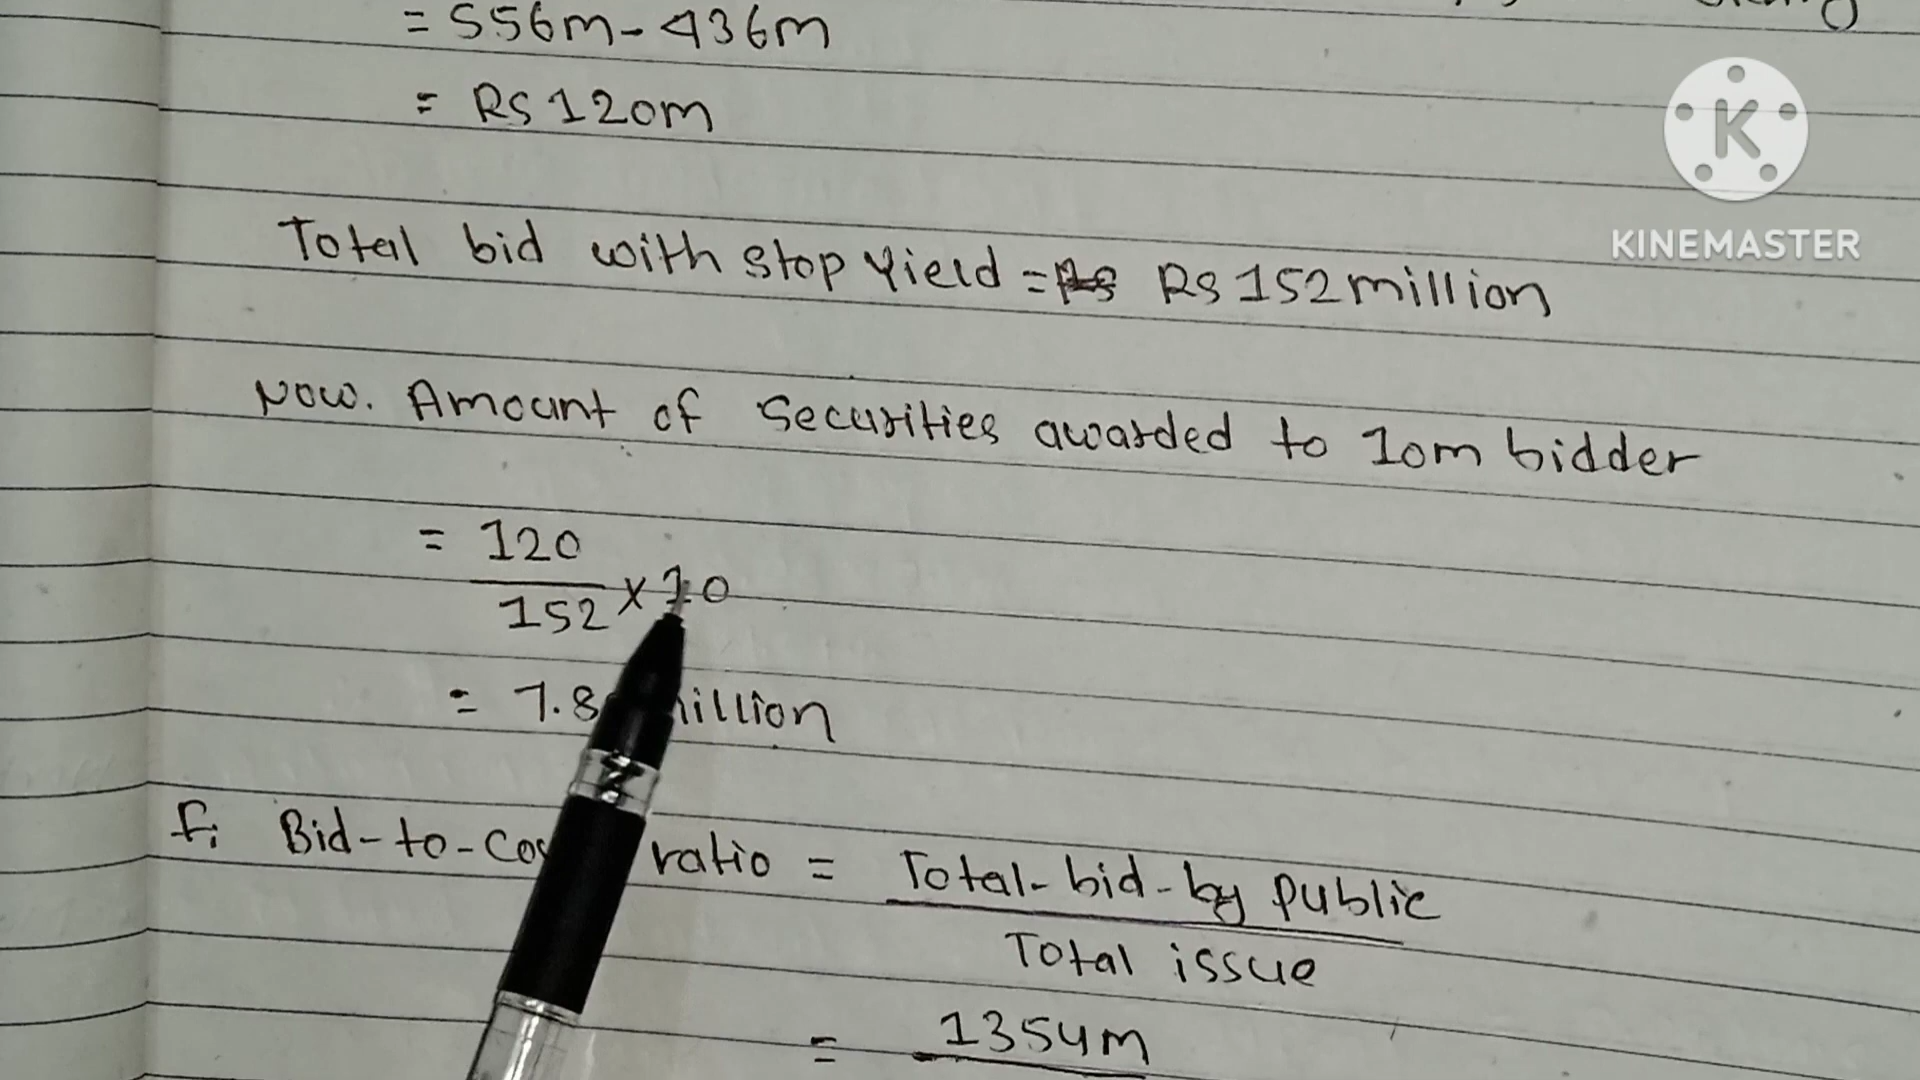 = 556m-436m
= RS 120m
K
KINEMASTER
Total bid with stop Yield = RS 152 million
Now. Amount of Securities awarded to 10m bidder
= 120
152 × 10
= 7.8
f: Bid-to- ratio = Total-bid-by public
Total issue
= 1354m